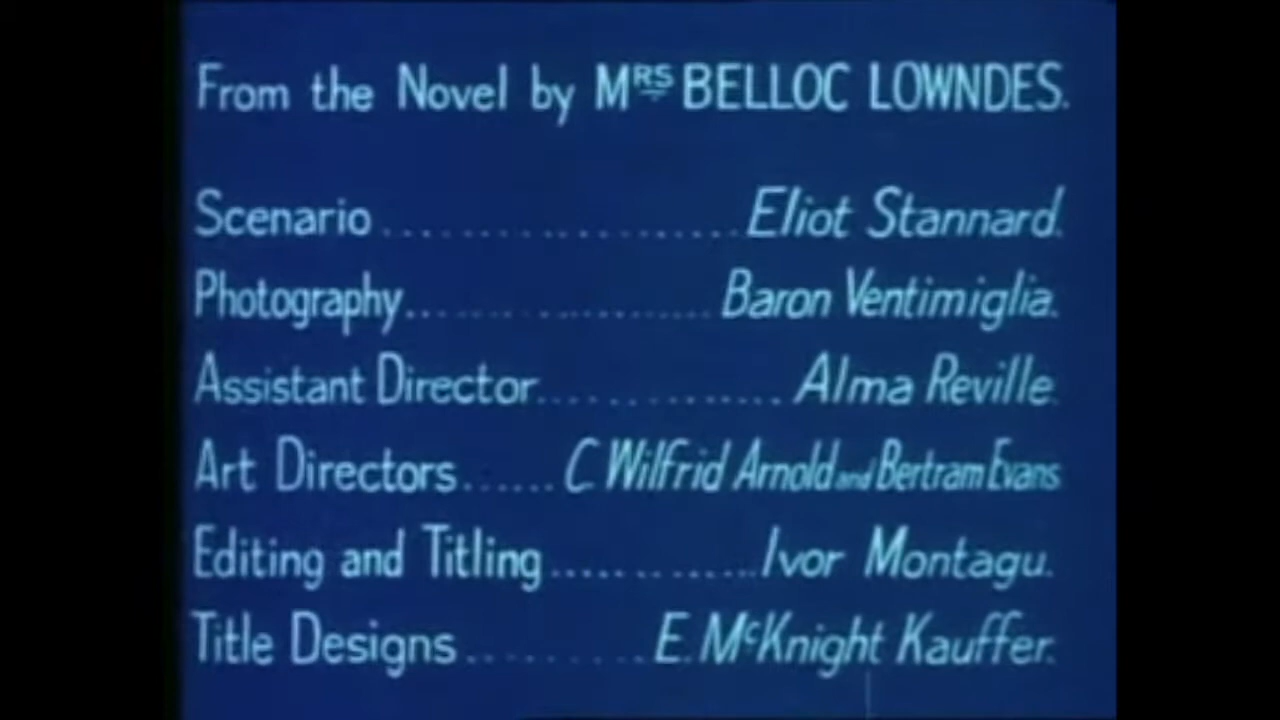 From the Novel by MRS BELLOC LOWNDES.
Scenario.....................Eliot Stannard.
Photography....................Baron Ventimiglia.
Assistant Director................Alma Reville.
Art Directors......C Wilfrid Arnold and Bertram Evans
Editing and Titling.............Ivor Montagu.
Title Designs.........E. McKnight Kauffer.